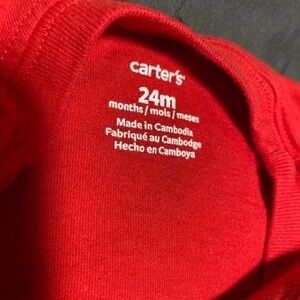 carter's
24m
months / mois / meses
Made in Cambodia
Fabriqué au Cambodge
Hecho en Camboya